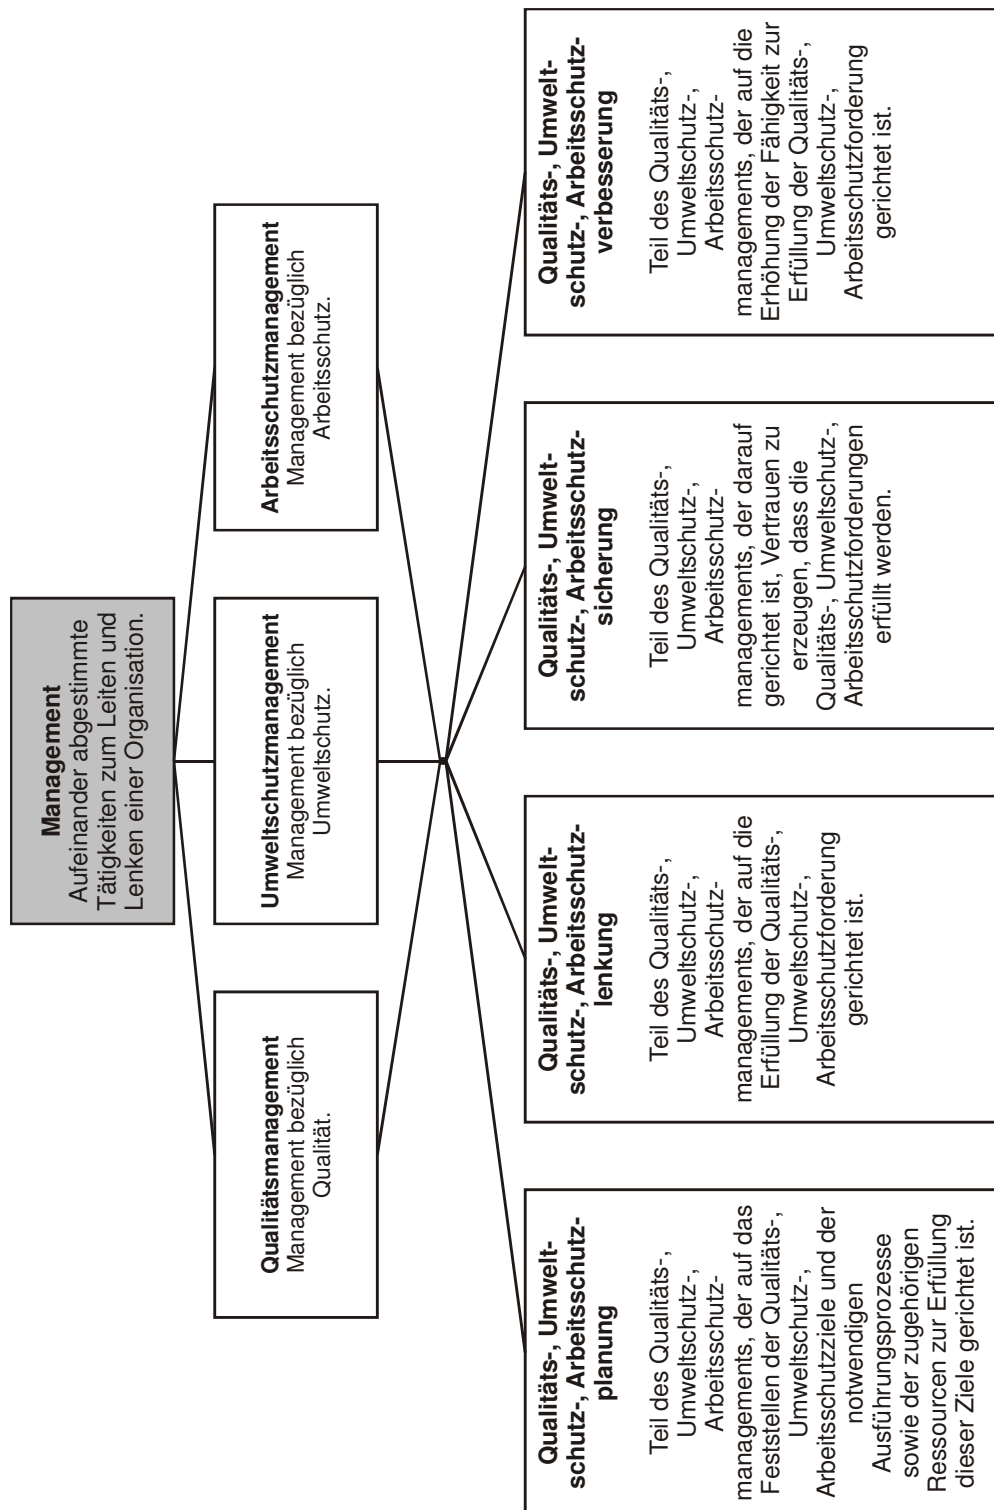 Management
Aufeinander abgestimmte
Tätigkeiten zum Leiten und
Lenken einer Organisation.
Qualitätsmanagement
Management bezüglich
Qualität.
Umweltschutzmanagement
Management bezüglich
Umweltschutz.
Arbeitsschutzmanagement
Management bezüglich
Arbeitsschutz.
Qualitäts-, Umwelt-
schutz-, Arbeitsschutz-
planung
Teil des Qualitäts-,
Umweltschutz-,
Arbeitsschutz-
managements, der auf das
Feststellen der Qualitäts-,
Umweltschutz-,
Arbeitsschutzziele und der
notwendigen
Ausführungsprozesse
sowie der zugehörigen
Ressourcen zur Erfüllung
dieser Ziele gerichtet ist.
Qualitäts-, Umwelt-
schutz-, Arbeitsschutz-
lenkung
Teil des Qualitäts-,
Umweltschutz-,
Arbeitsschutz-
managements, der auf die
Erfüllung der Qualitäts-,
Umweltschutz-,
Arbeitsschutzforderung
gerichtet ist.
Qualitäts-, Umwelt-
schutz-, Arbeitsschutz-
sicherung
Teil des Qualitäts-,
Umweltschutz-,
Arbeitsschutz-
managements, der darauf
gerichtet ist, Vertrauen zu
erzeugen, dass die
Qualitäts-, Umweltschutz-,
Arbeitsschutzforderungen
erfüllt werden.
Qualitäts-, Umwelt-
schutz-, Arbeitsschutz-
verbesserung
Teil des Qualitäts-,
Umweltschutz-,
Arbeitsschutz-
managements, der auf die
Erhöhung der Fähigkeit zur
Erfüllung der Qualitäts-,
Umweltschutz-,
Arbeitsschutzforderung
gerichtet ist.